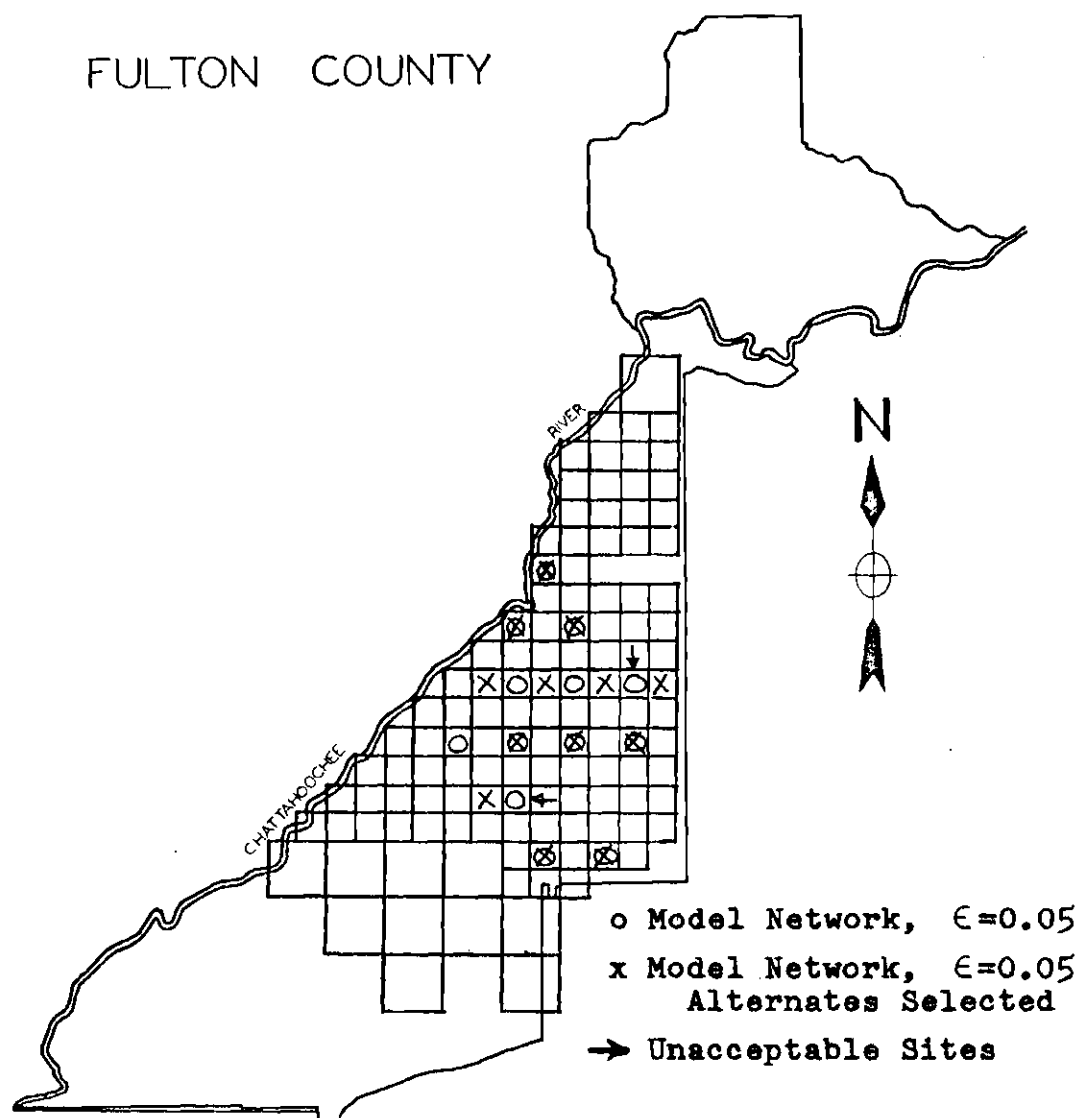 FULTON COUNTY
RIVER
N
CHATTAHOOCHEE
o Model Network, ϵ=0.05
x Model Network, ϵ=0.05
Alternates Selected
→ Unacceptable Sites